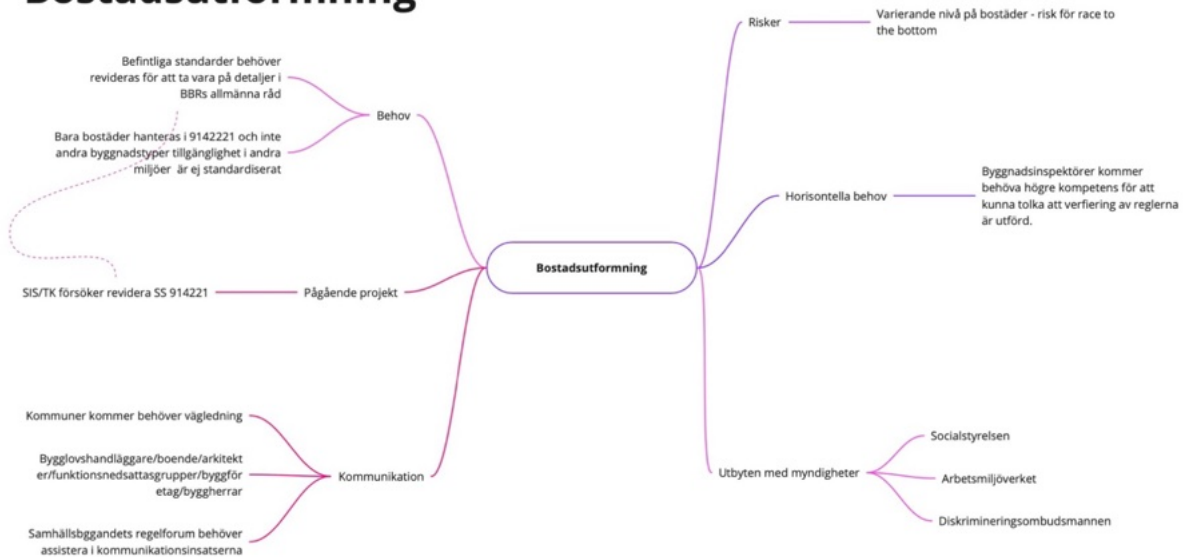 Bostadsutformning
Befintliga standarder behöver
revideras för att ta vara på detaljer i
BBRs allmänna råd
Behov
Bara bostäder hanteras i 9142221 och inte
andra byggnadstyper tillgänglighet i andra
miljöer är ej standardiserat
SIS/TK försöker revidera SS 914221
Pågående projekt
Kommuner kommer behöver vägledning
Bygglovshandläggare/boende/arkitekt
er/funktionsnedsattasgrupper/byggför
etag/byggherrar
Kommunikation
Samhällsbggandets regelforum behöver
assistera i kommunikationsinsatserna
Bostadsutformning
Risker
Varierande nivå på bostäder - risk för race to
the bottom
Horisontella behov
Byggnadsinspektörer kommer
behöva högre kompetens för att
kunna tolka att verfiering av reglerna
är utförd.
Utbyten med myndigheter
Socialstyrelsen
Arbetsmiljöverket
Diskrimineringsombudsmannen